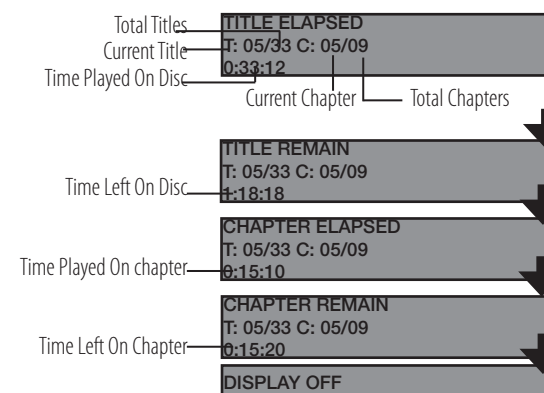 Total Titles
Current Title
Time Played On Disc
TITLE ELAPSED
T: 05/33 C: 05/09
0:33:12
Current Chapter
Total Chapters
Time Left On Disc
TITLE REMAIN
T: 05/33 C: 05/09
1:18:18
Time Played On chapter
CHAPTER ELAPSED
T: 05/33 C: 05/09
0:15:10
Time Left On Chapter
CHAPTER REMAIN
T: 05/33 C: 05/09
0:15:20
DISPLAY OFF